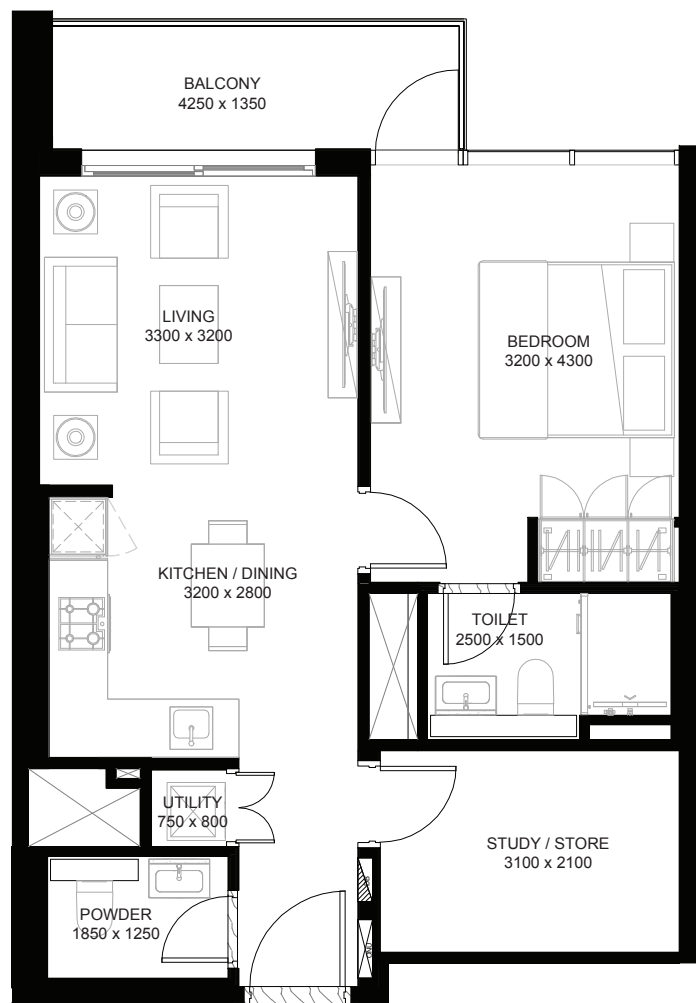 BALCONY
4250 x 1350
LIVING
3300 x 3200
BEDROOM
3200 x 4300
KITCHEN / DINING
3200 x 2800
TOILET
2500 x 1500
UTILITY
750 x 800
STUDY / STORE
3100 x 2100
POWDER
1850 x 1250